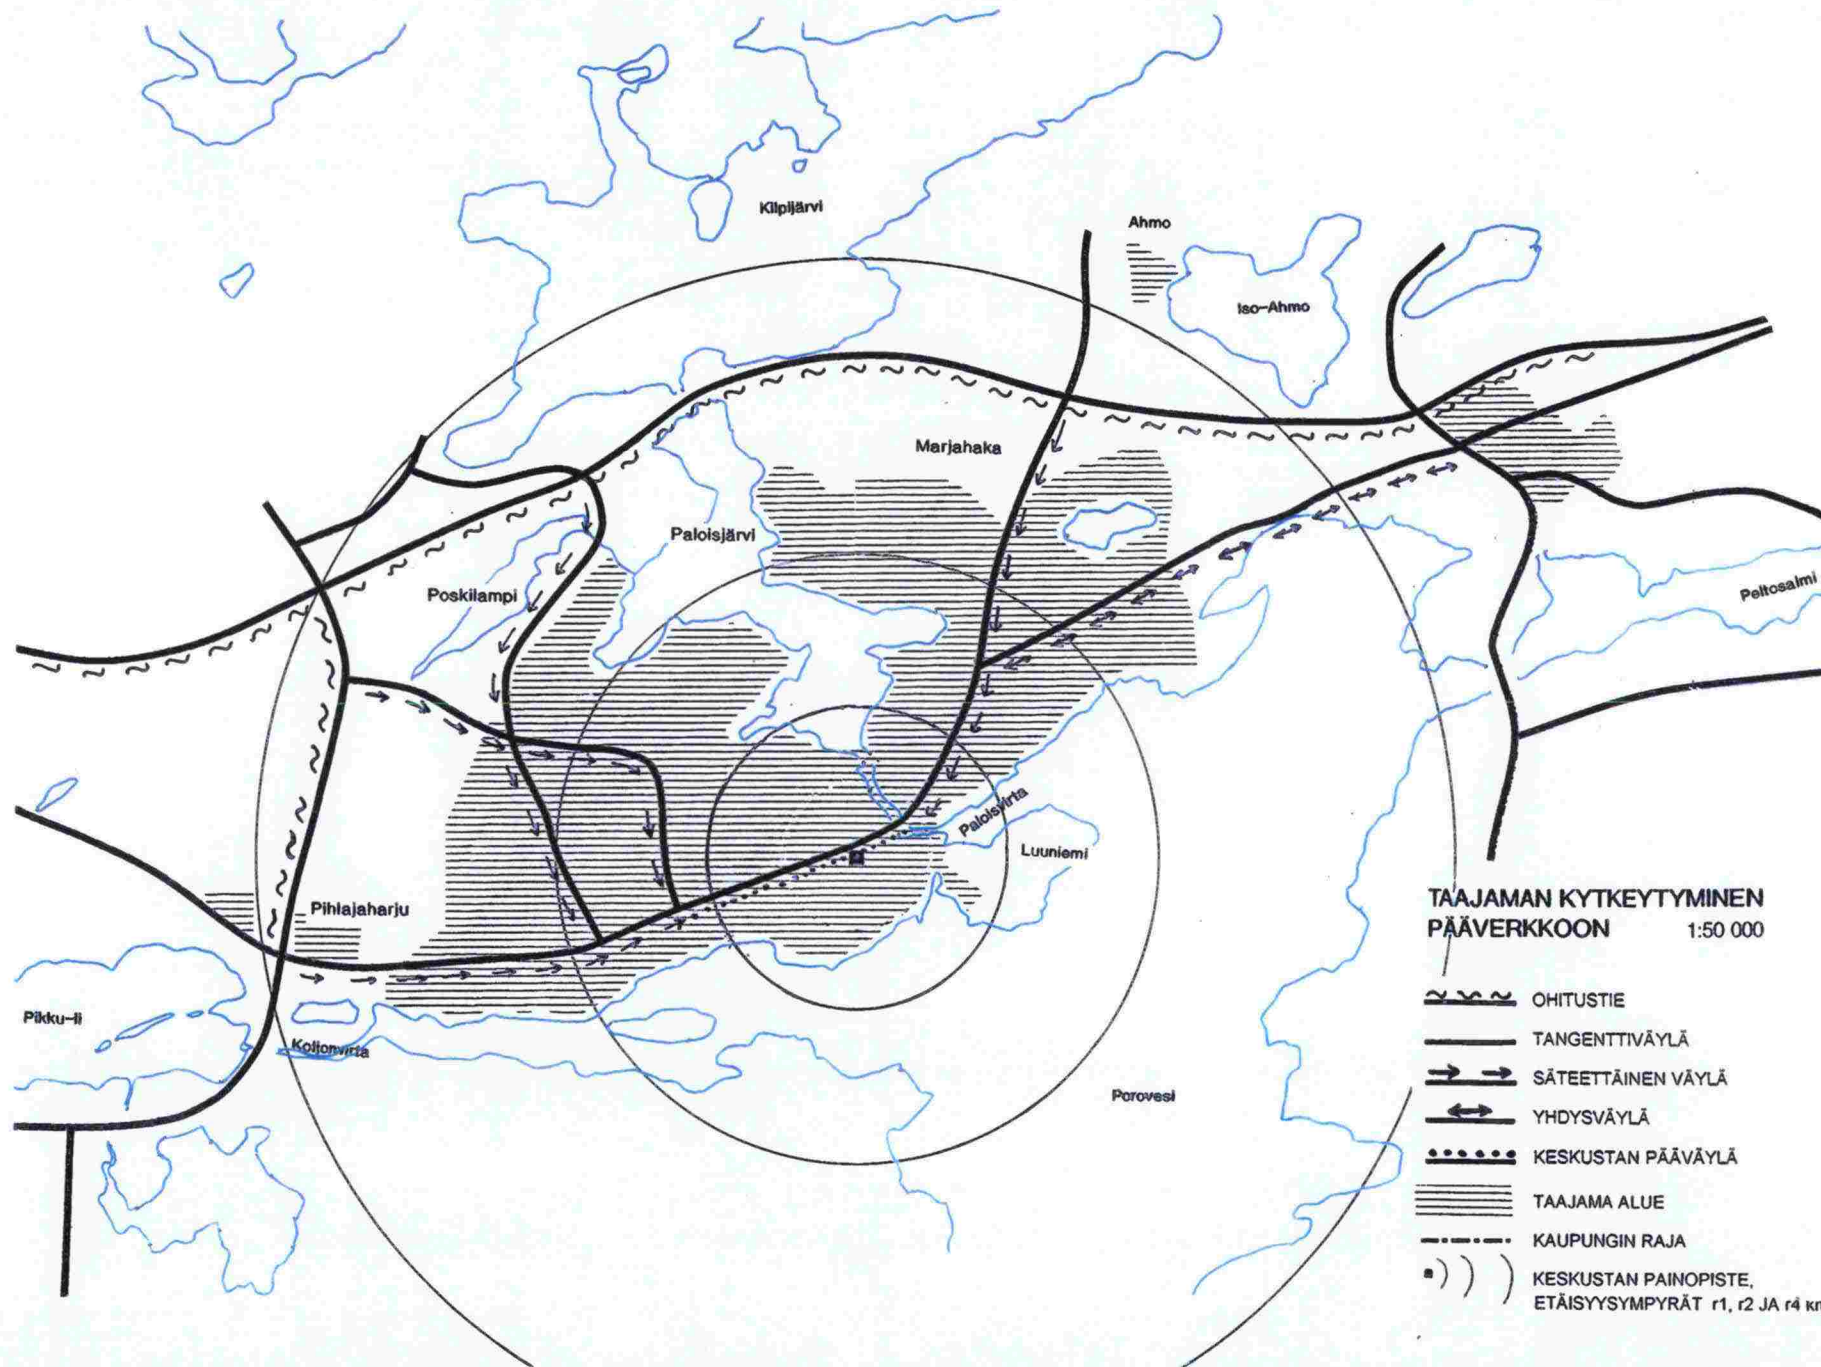 Kilpijärvi
Ahmo
Iso-Ahmo
Marjahaka
Paloisjärvi
Poskilampi
Peltosalmi
Paloisvirta
Luuniemi
Pihlajaharju
Pikku-Ii
Koljonvirta
Porovesi
TAAJAMAN KYTKEYTYMINEN
PÄÄVERKKOON 1:50 000
OHITUSTIE
TANGENTTIVÄYLÄ
SÄTEETTÄINEN VÄYLÄ
YHDYSVÄYLÄ
KESKUSTAN PÄÄVÄYLÄ
TAAJAMA ALUE
KAUPUNGIN RAJA
KESKUSTAN PAINOPISTE,
ETÄISYYSYMPYRÄT r1, r2 JA r4